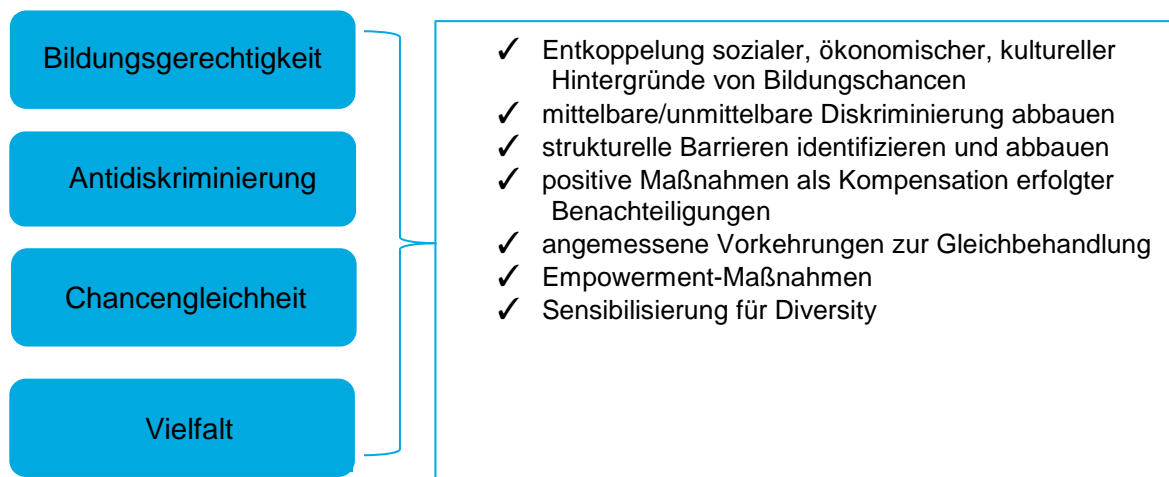 Bildungsgerechtigkeit
Antidiskriminierung
Chancengleichheit
Vielfalt
✓ Entkoppelung sozialer, ökonomischer, kultureller
Hintergründe von Bildungschancen
✓ mittelbare/unmittelbare Diskriminierung abbauen
✓ strukturelle Barrieren identifizieren und abbauen
✓ positive Maßnahmen als Kompensation erfolgter
Benachteiligungen
✓ angemessene Vorkehrungen zur Gleichbehandlung
✓ Empowerment-Maßnahmen
✓ Sensibilisierung für Diversity